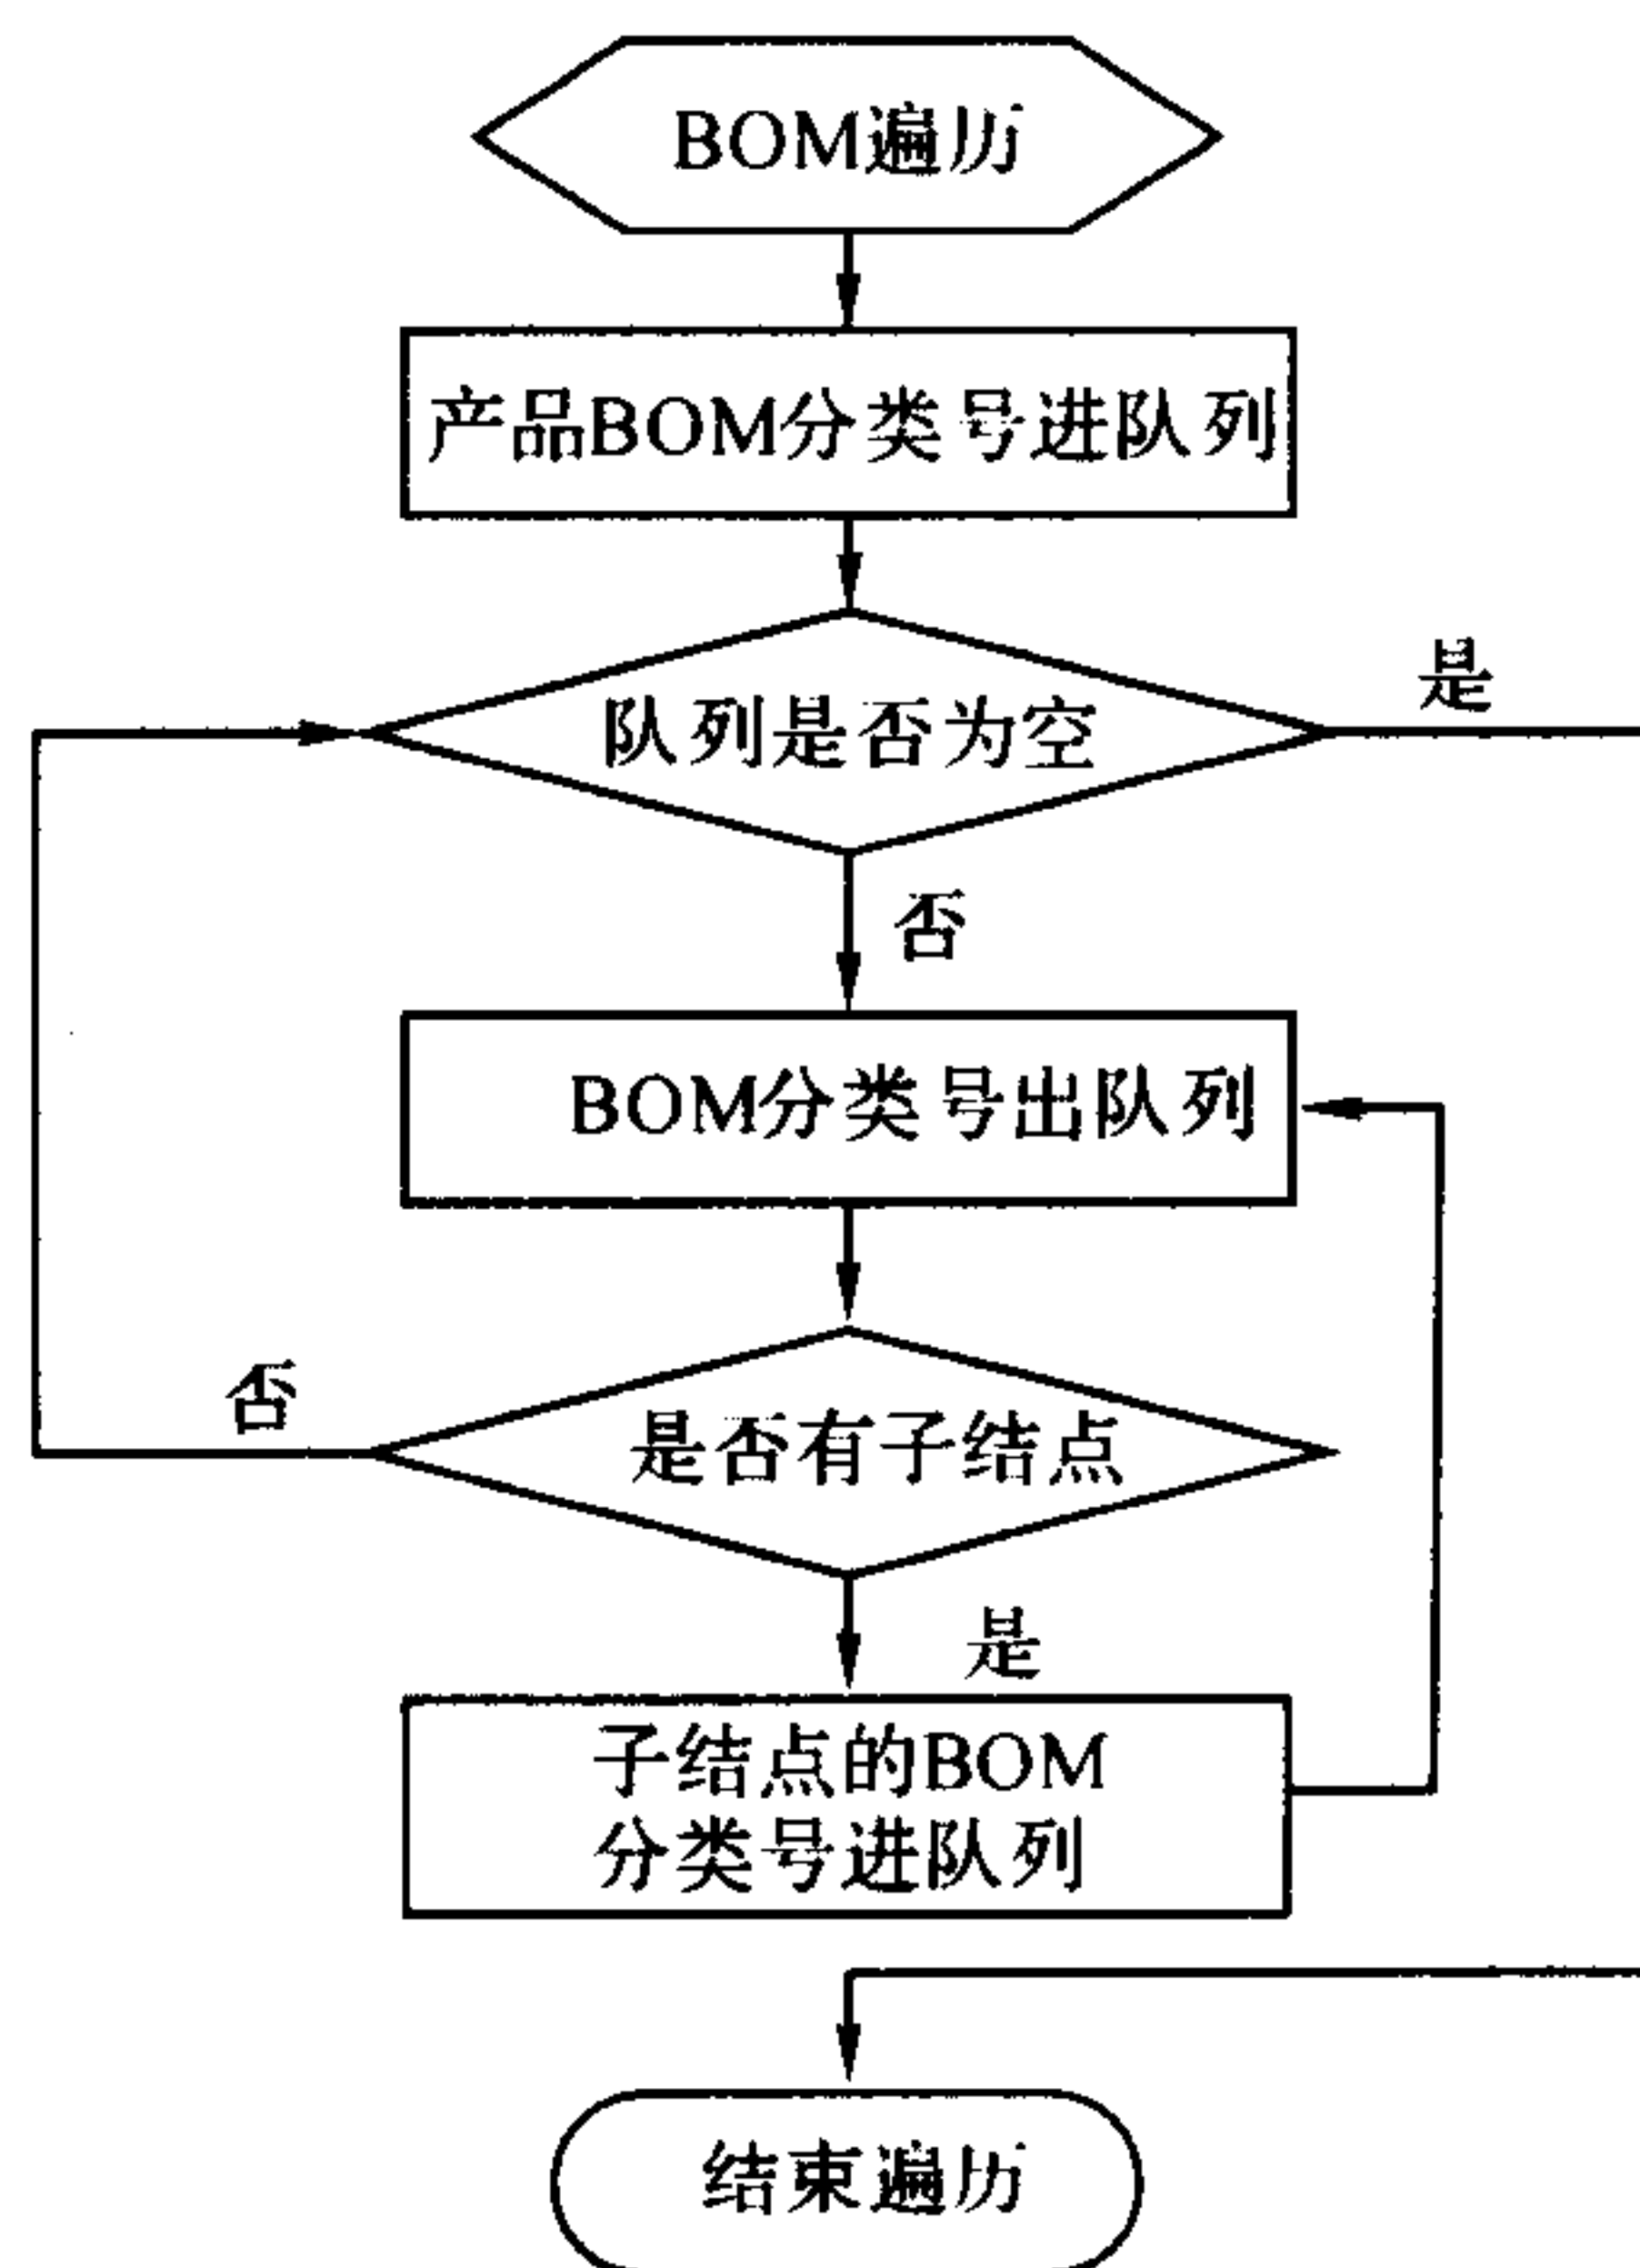 BOM遍历
产品BOM分类号进队列
是
队列是否为空
否
BOM分类号出队列
否
是否有子结点
是
子结点的BOM
分类号进队列
结束遍历